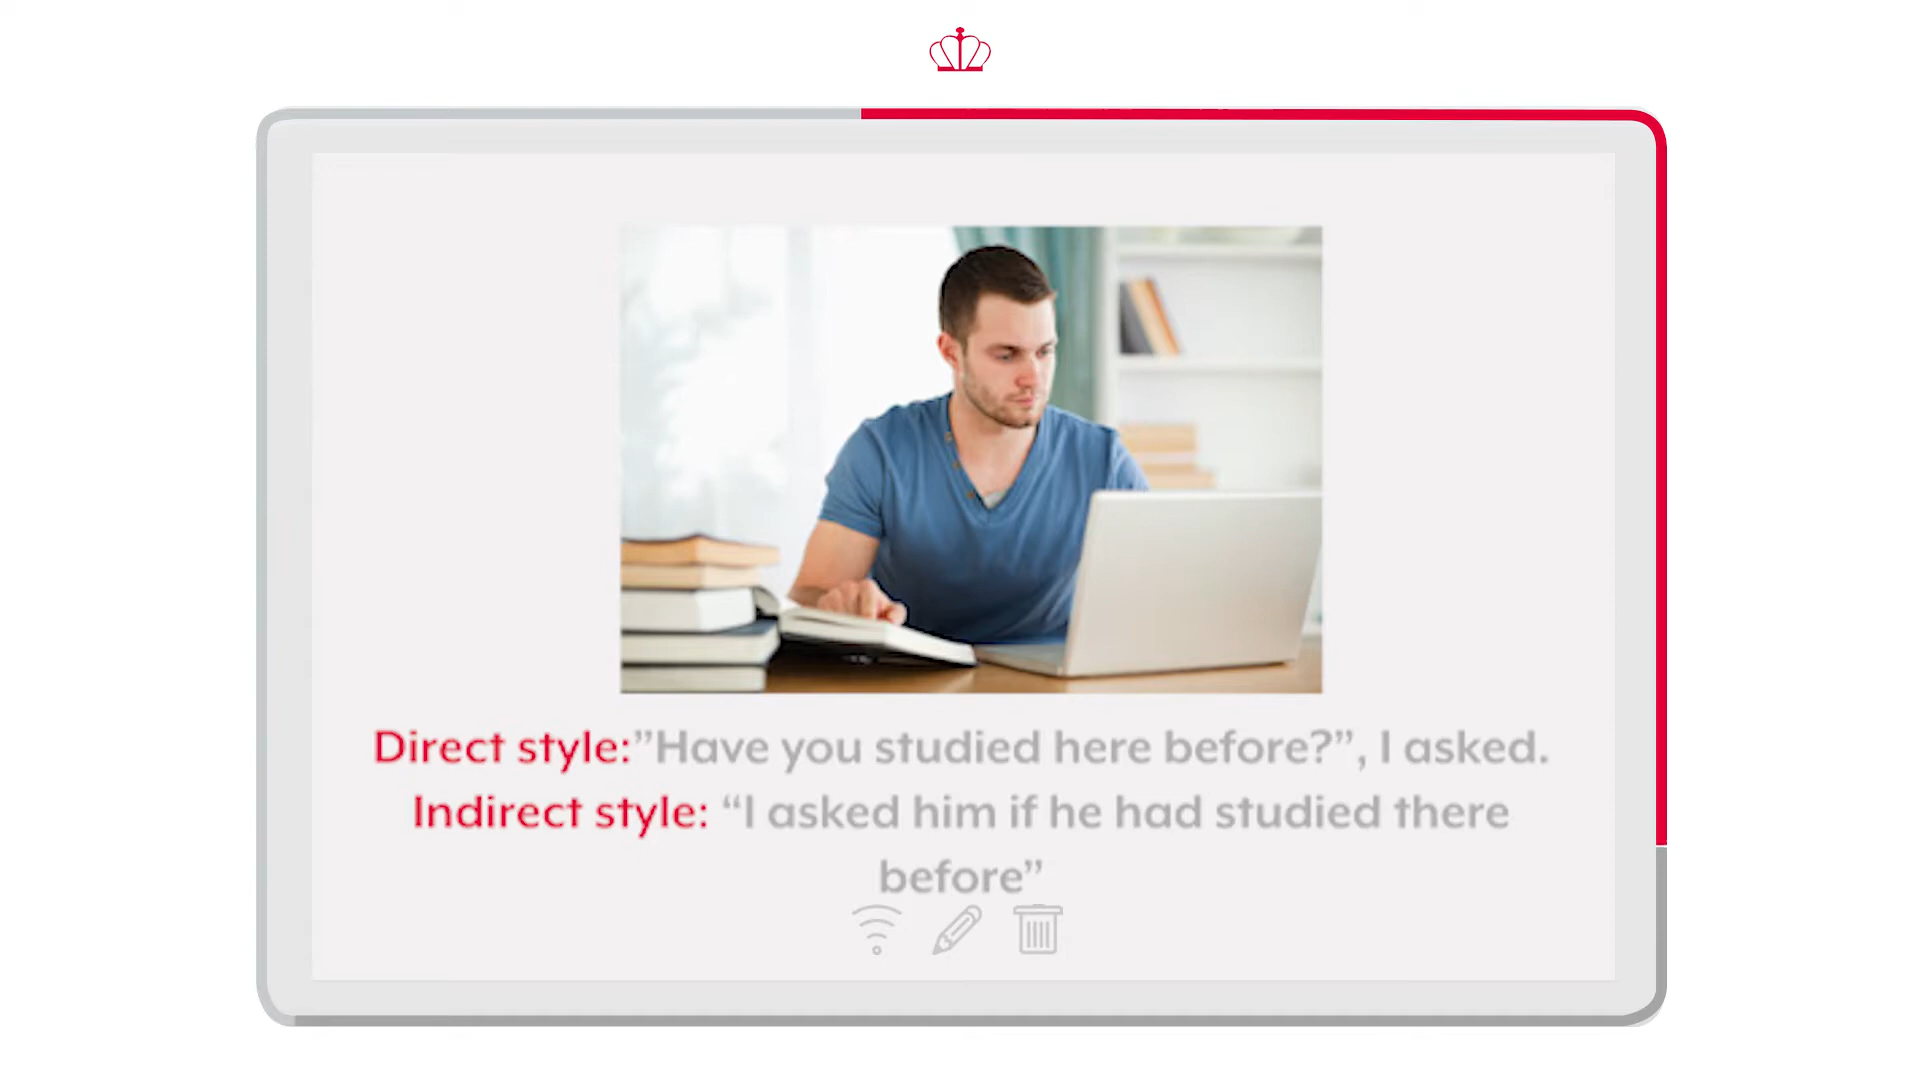 Direct style:”Have you studied here before?”, I asked.
Indirect style: “I asked him if he had studied there
before”